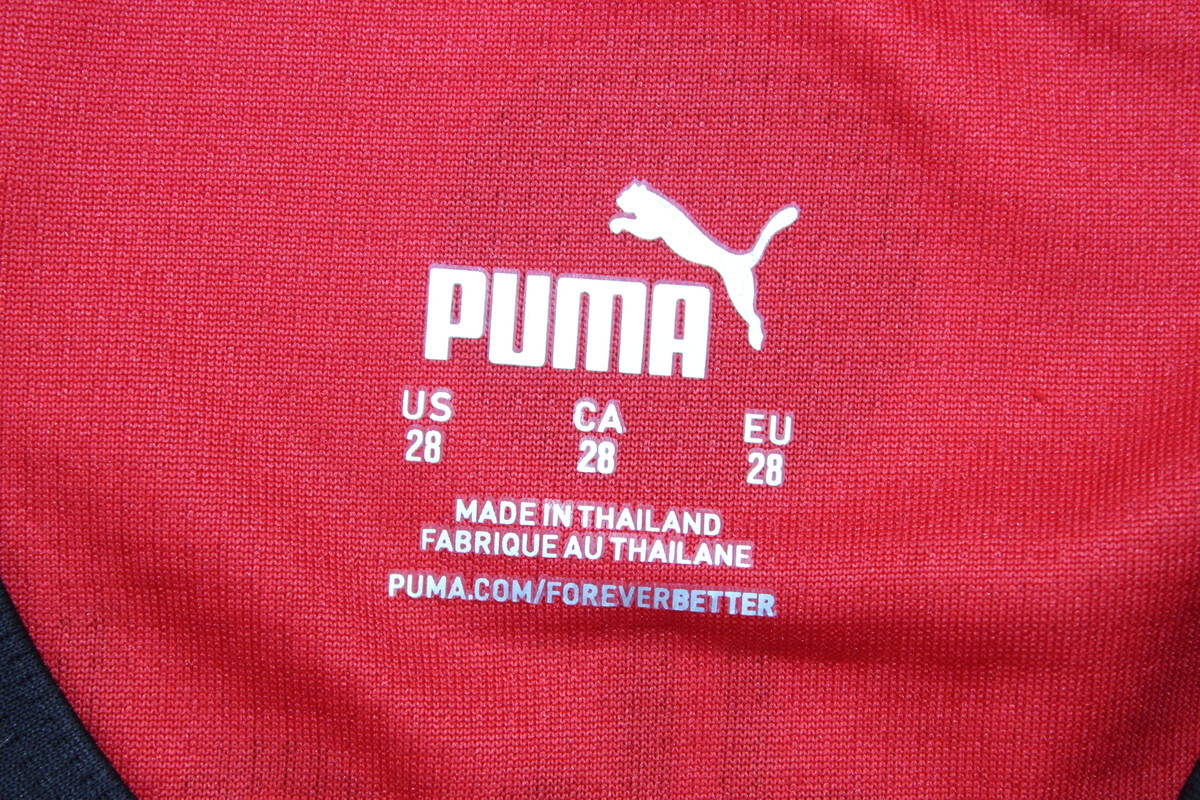 PUMA
US CA EU
28 28 28
MADE IN THAILAND
FABRIQUE AU THAILANE
PUMA.COM/FOREVERBETTER